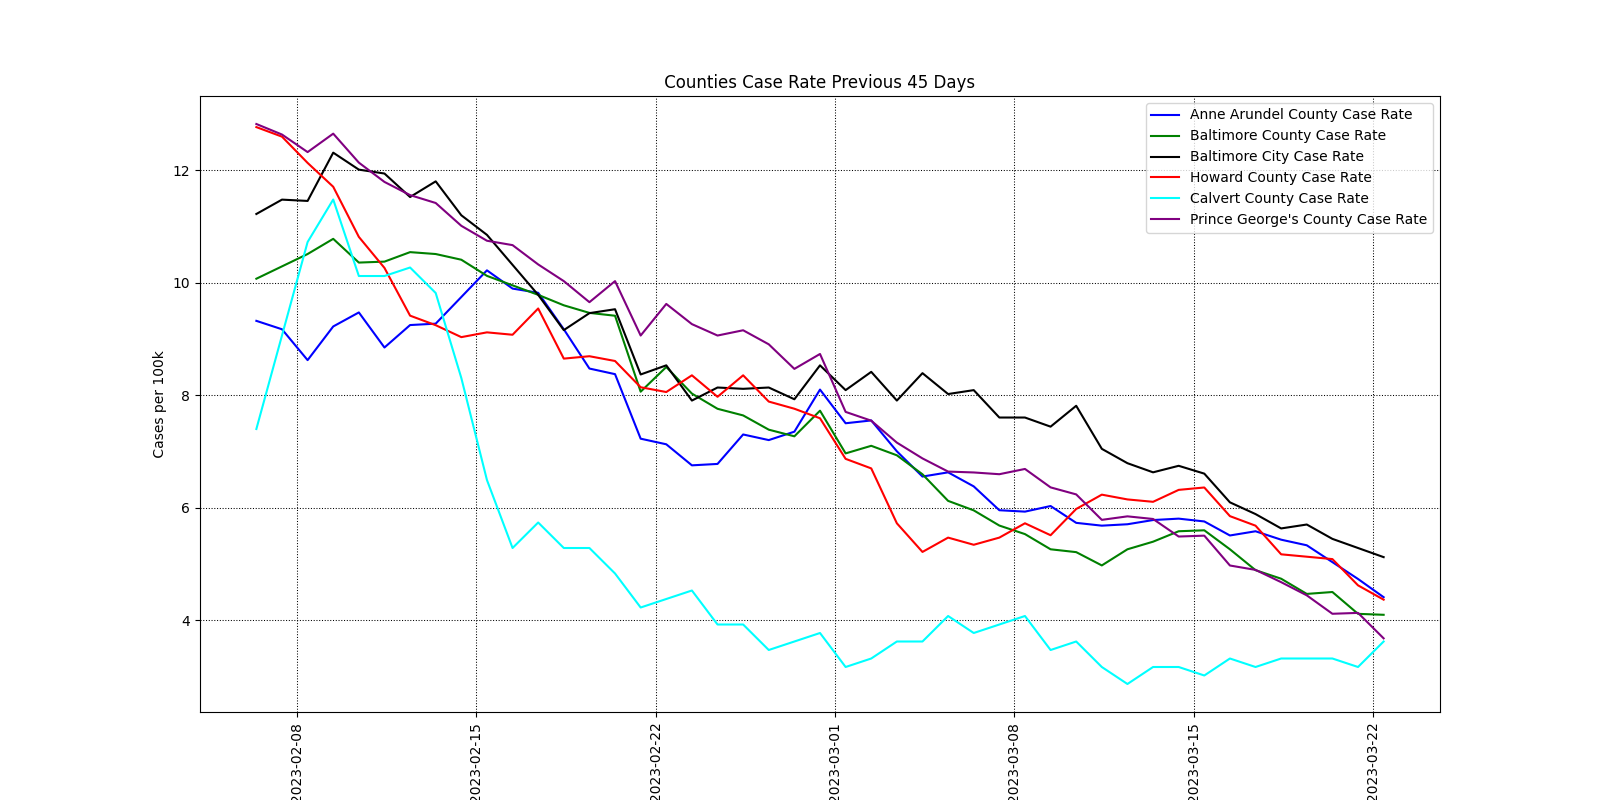 Counties Case Rate Previous 45 Days
Anne Arundel County Case Rate
Baltimore County Case Rate
Baltimore City Case Rate
Howard County Case Rate
Calvert County Case Rate
Prince George's County Case Rate
Cases per 100k
12
10
8
6
4
2023-02-08
2023-02-15
2023-02-22
2023-03-01
2023-03-08
2023-03-15
2023-03-22